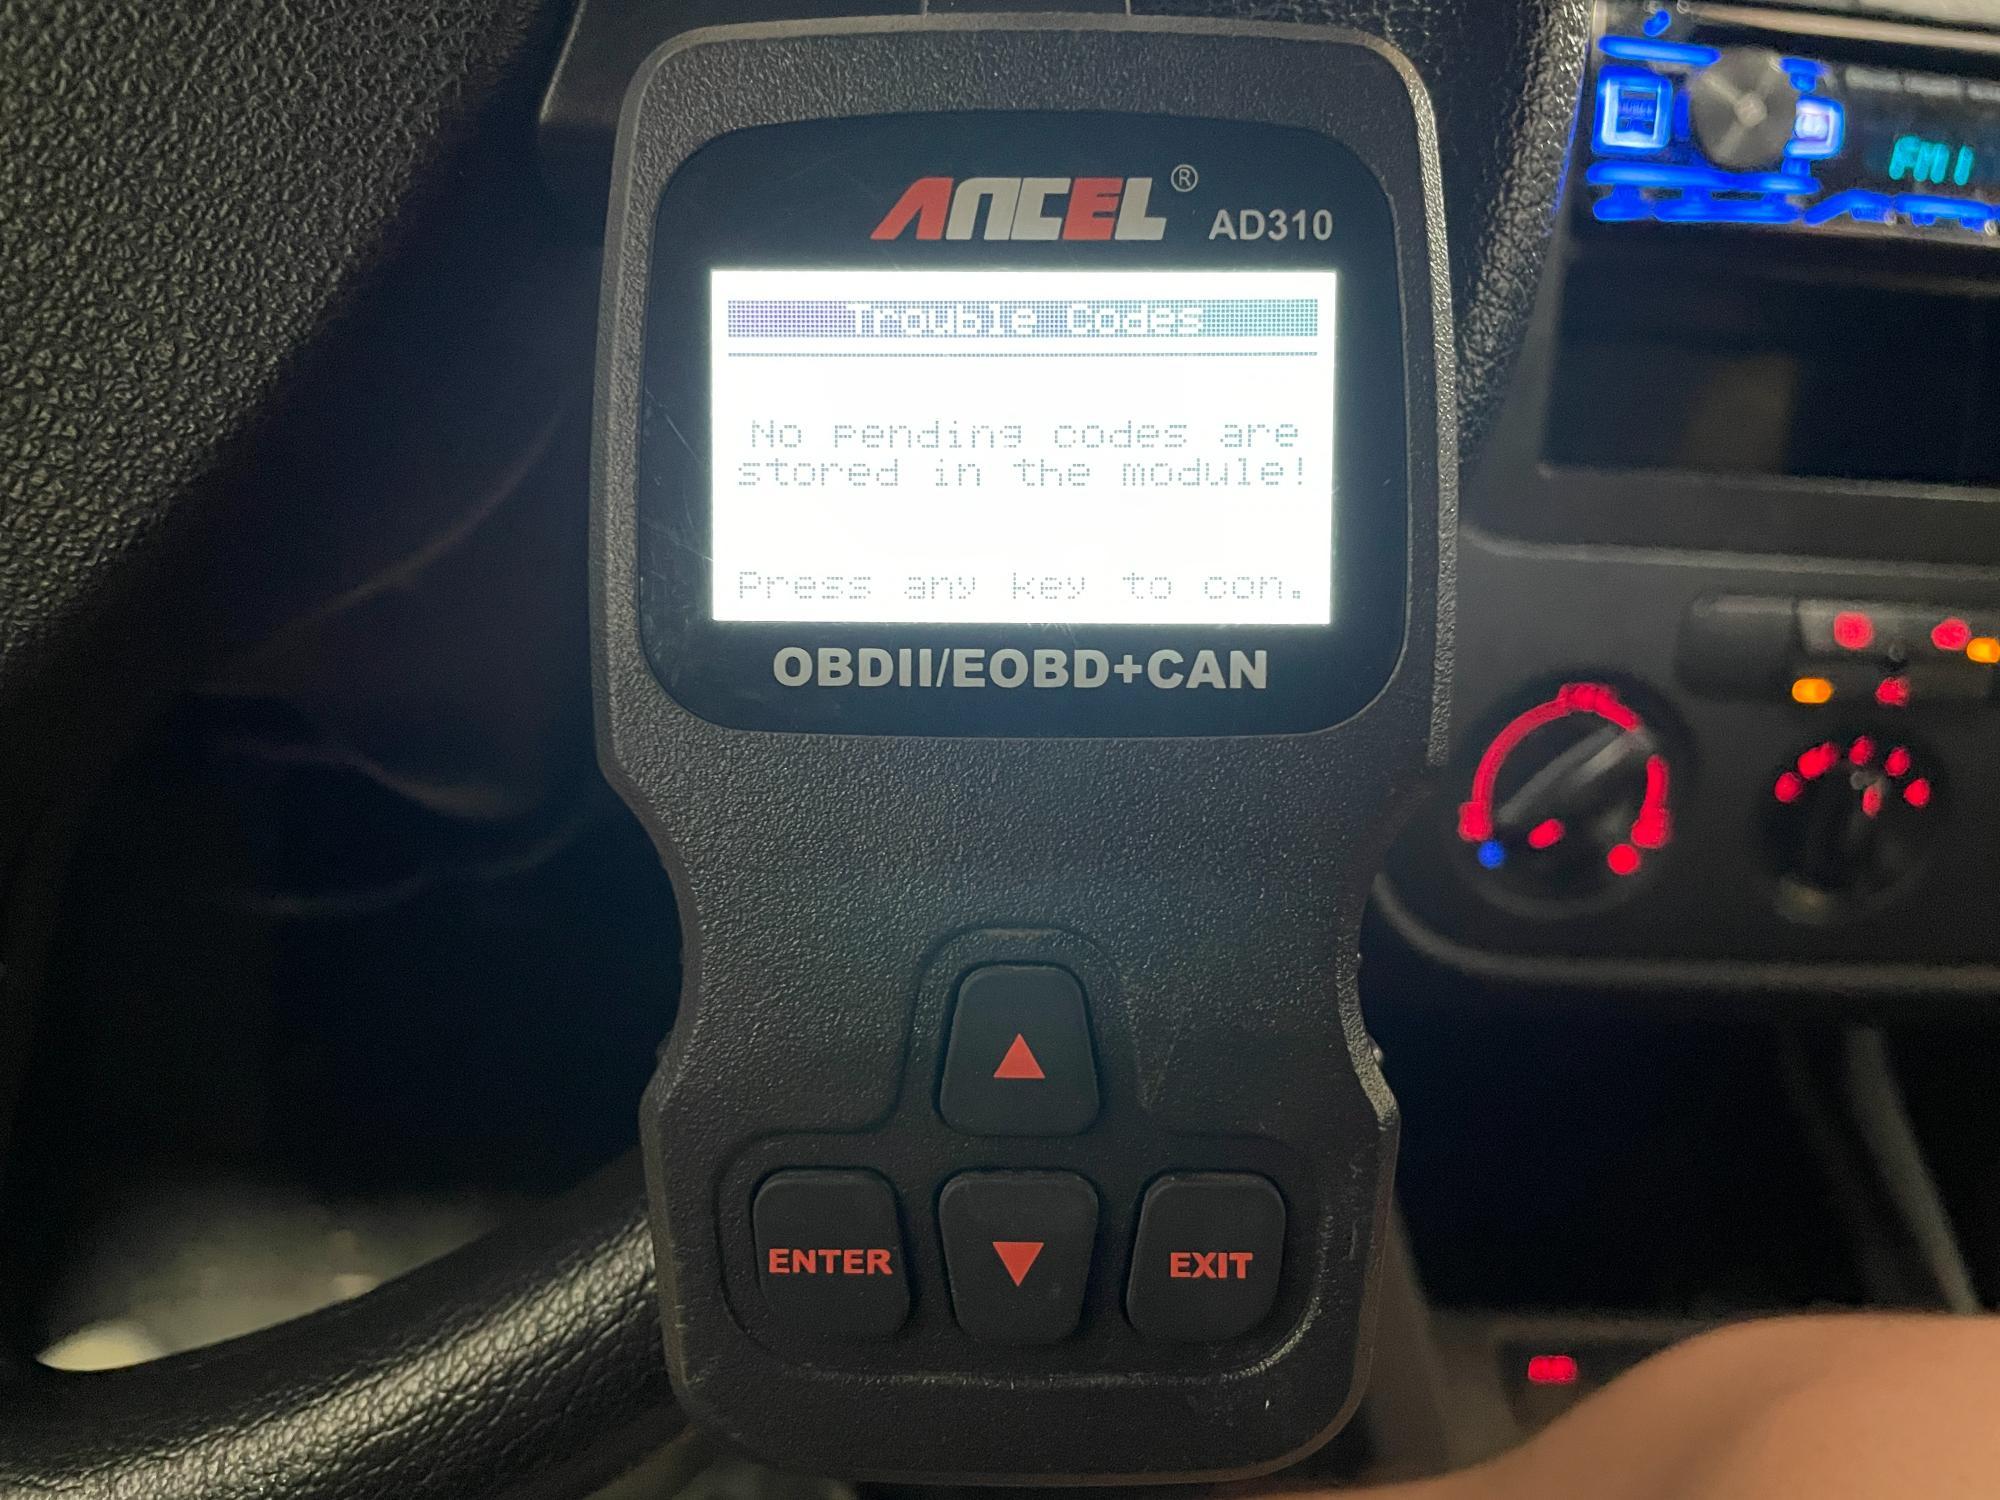 ANCEL® AD310
Trouble Codes
No pending codes are
stored in the module!
Press any key to con.
OBDII/EOBD+CAN
ENTER
EXIT
FM1